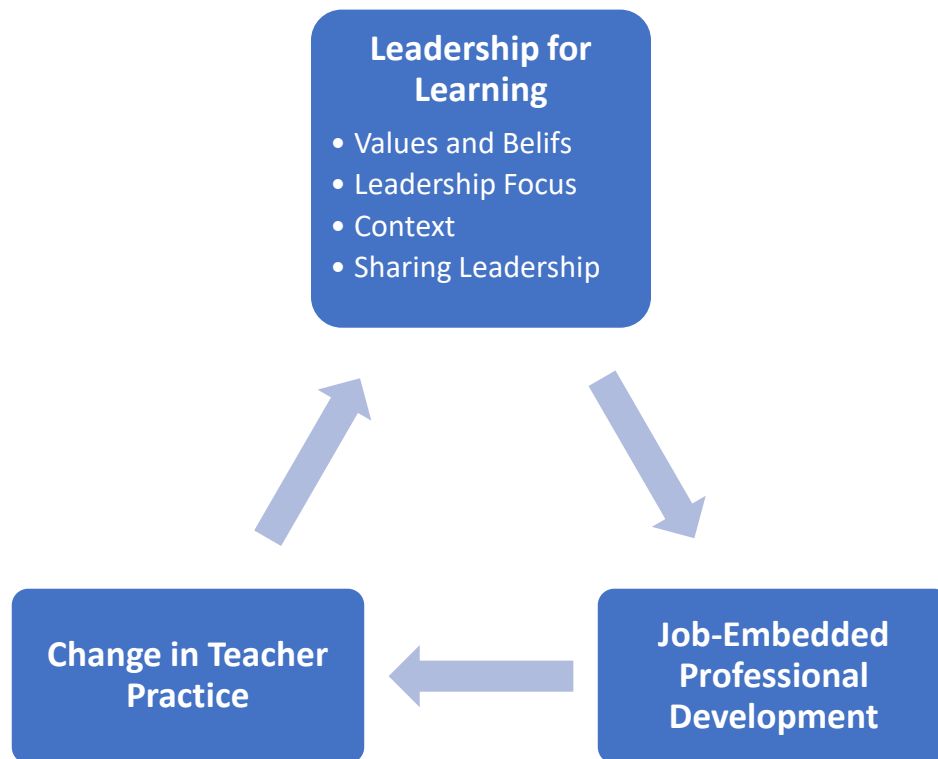 Leadership for
Learning
• Values and Belifs
• Leadership Focus
• Context
• Sharing Leadership
Change in Teacher
Practice
Job-Embedded
Professional
Development